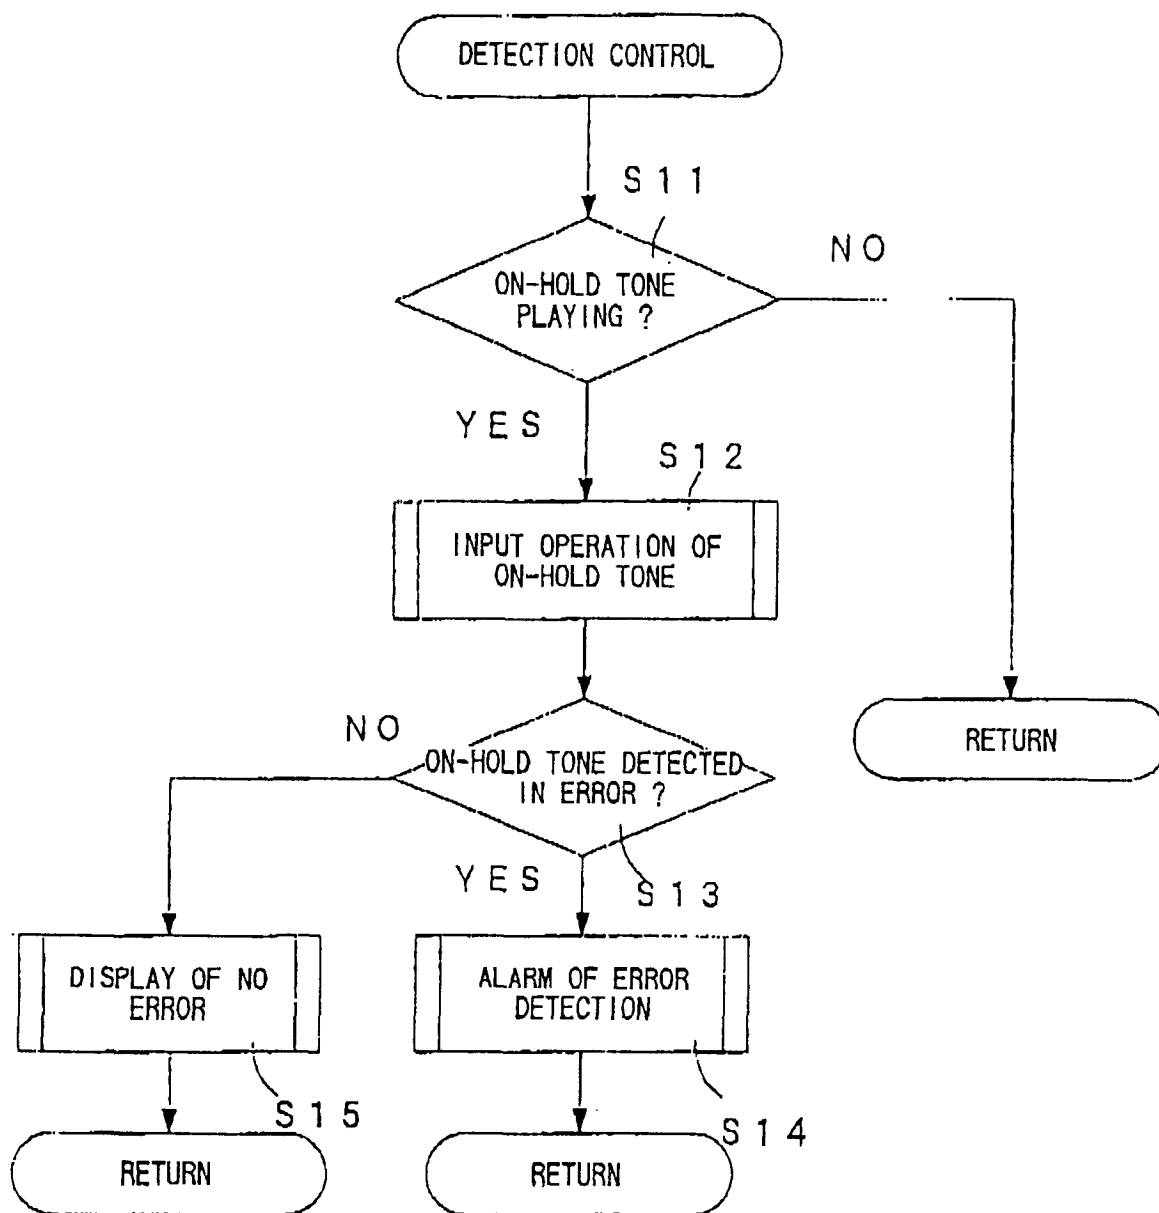 DETECTION CONTROL
S11
ON-HOLD TONE
PLAYING ?
NO
YES
S12
INPUT OPERATION OF
ON-HOLD TONE
RETURN
NO
ON-HOLD TONE DETECTED
IN ERROR ?
YES
S13
DISPLAY OF NO
ERROR
ALARM OF ERROR
DETECTION
S15
S14
RETURN
RETURN